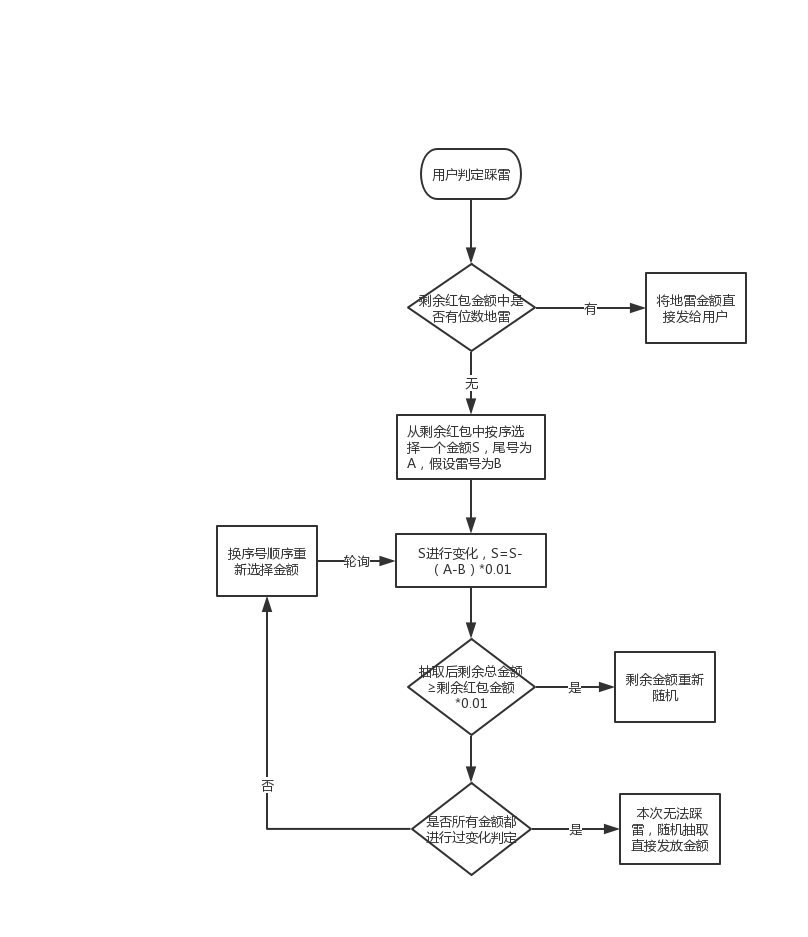 用户判定踩雷
剩余红包金额中是
否有位数地雷
有
将地雷金额直
接发给用户
无
从剩余红包中按序选
择一个金额S，尾号为
A，假设雷号为B
换序号顺序重
新选择金额
轮询
S进行变化，S=S-
（A-B）*0.01
抽取后剩余总金额
≥剩余红包金额
*0.01
是
剩余金额重新
随机
否
是否所有金额都
进行过变化判定
是
本次无法踩
雷，随机抽取
直接发放金额